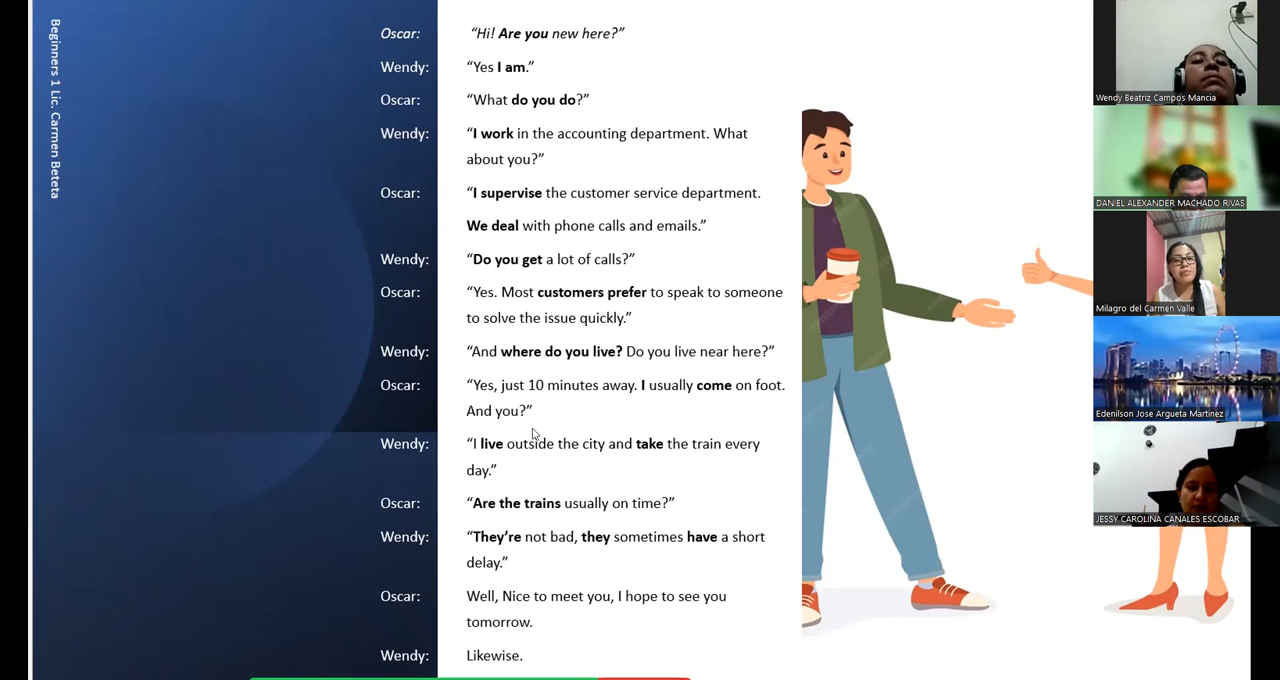 Beginners 1 Lic. Carmen Beteta
Oscar: “Hi! Are you new here?”
Wendy: “Yes I am.”
Oscar: “What do you do?”
Wendy: “I work in the accounting department. What
about you?”
Oscar: “I supervise the customer service department.
We deal with phone calls and emails.”
Wendy: “Do you get a lot of calls?”
Oscar: “Yes. Most customers prefer to speak to someone
to solve the issue quickly.”
Wendy: “And where do you live? Do you live near here?”
Oscar: “Yes, just 10 minutes away. I usually come on foot.
And you?”
Wendy: “I live outside the city and take the train every
day.”
Oscar: “Are the trains usually on time?”
Wendy: “They’re not bad, they sometimes have a short
delay.”
Oscar: Well, Nice to meet you, I hope to see you
tomorrow.
Wendy: Likewise.
Wendy Beatriz Campos Mancia
DANIEL ALEXANDER MACHADO RIVAS
Milagro del Carmen Valle
Edenilson Jose Argueta Martinez
JESSY CAROLINA CANALES ESCOBAR